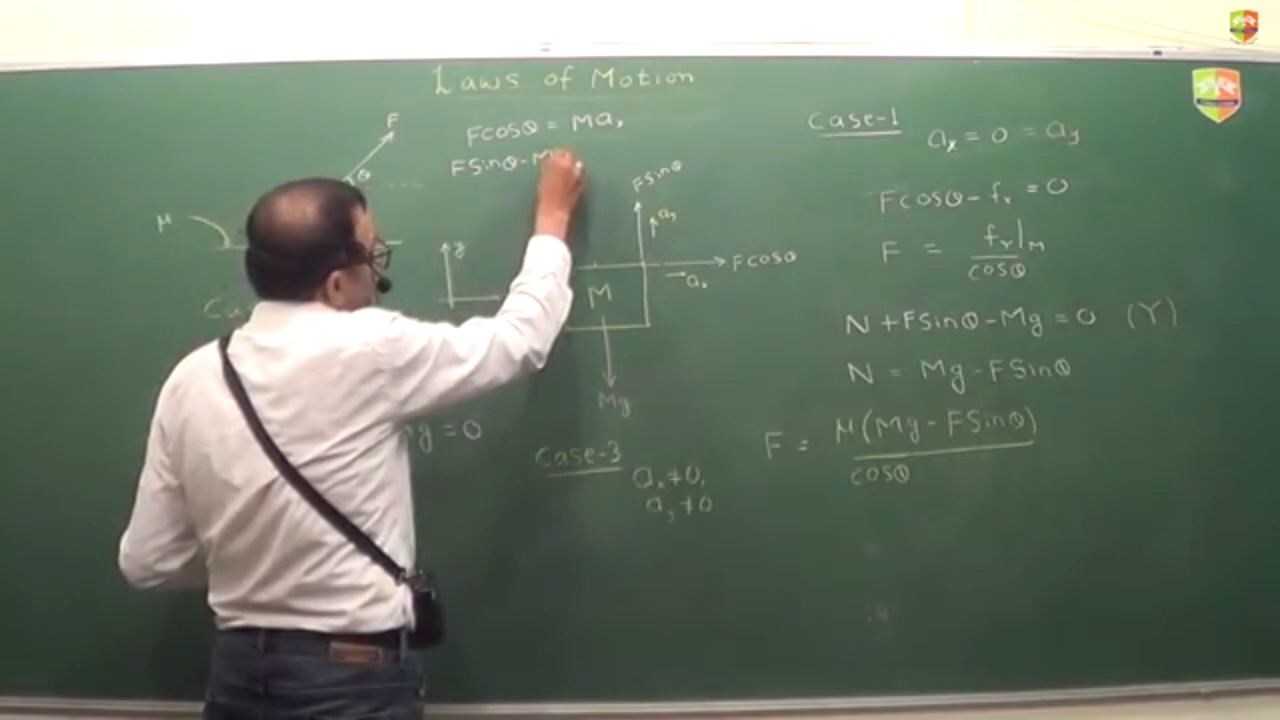 Laws of Motion
Fcosθ = Max
FSinθ-M
F
θ
μ
y
FSinθ
ay
Fcosθ
ax
M
Mg
g = 0
Case-3
ax ≠ 0,
ay ≠ 0
Case-1
ax = 0 = ay
Fcosθ - fr = 0
F = fr|M
cosθ
N + FSinθ - Mg = 0 (Y)
N = Mg - FSinθ
F = μ(Mg - FSinθ)
cosθ